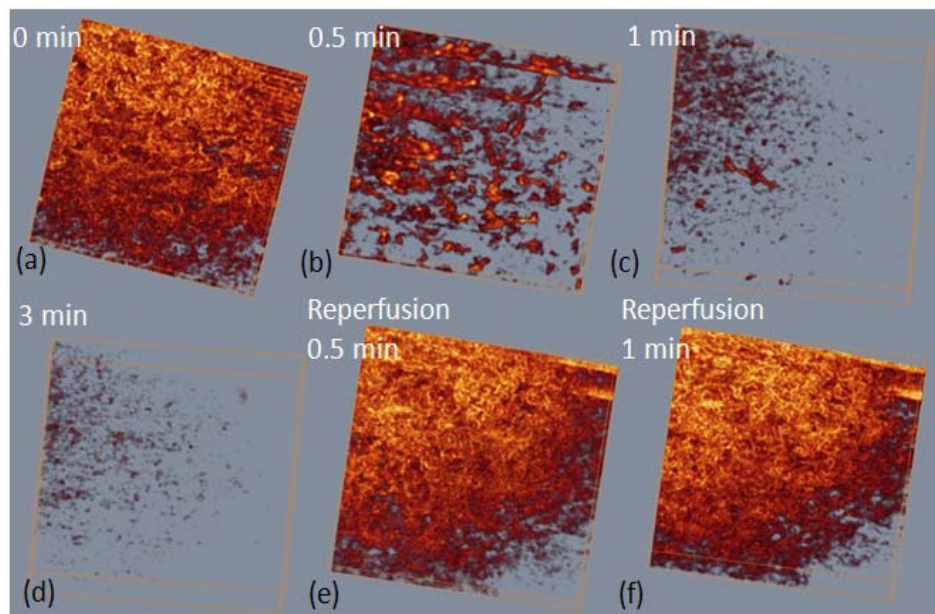 0 min
0.5 min
1 min
(a)
(b)
(c)
3 min
Reperfusion
0.5 min
Reperfusion
1 min
(d)
(e)
(f)